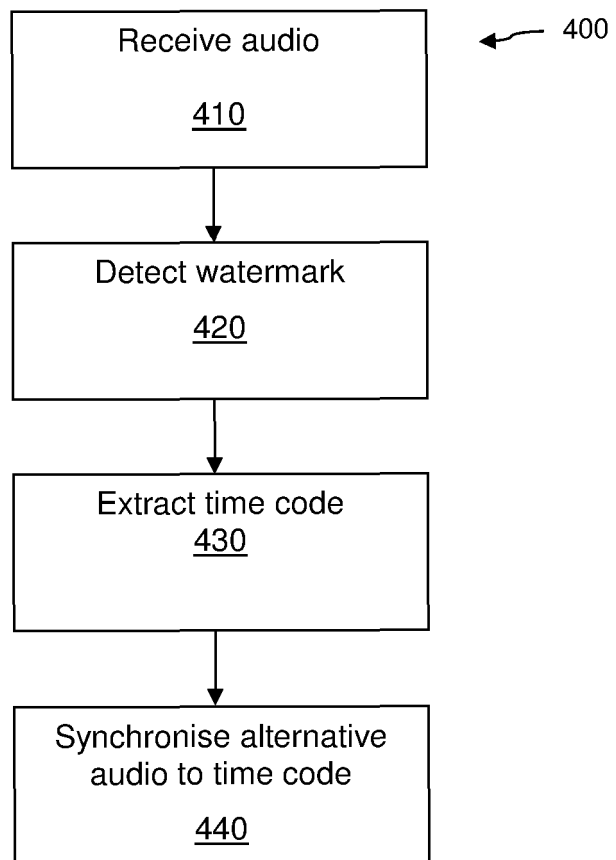 Receive audio
400
410
Detect watermark
420
Extract time code
430
Synchronise alternative
audio to time code
440